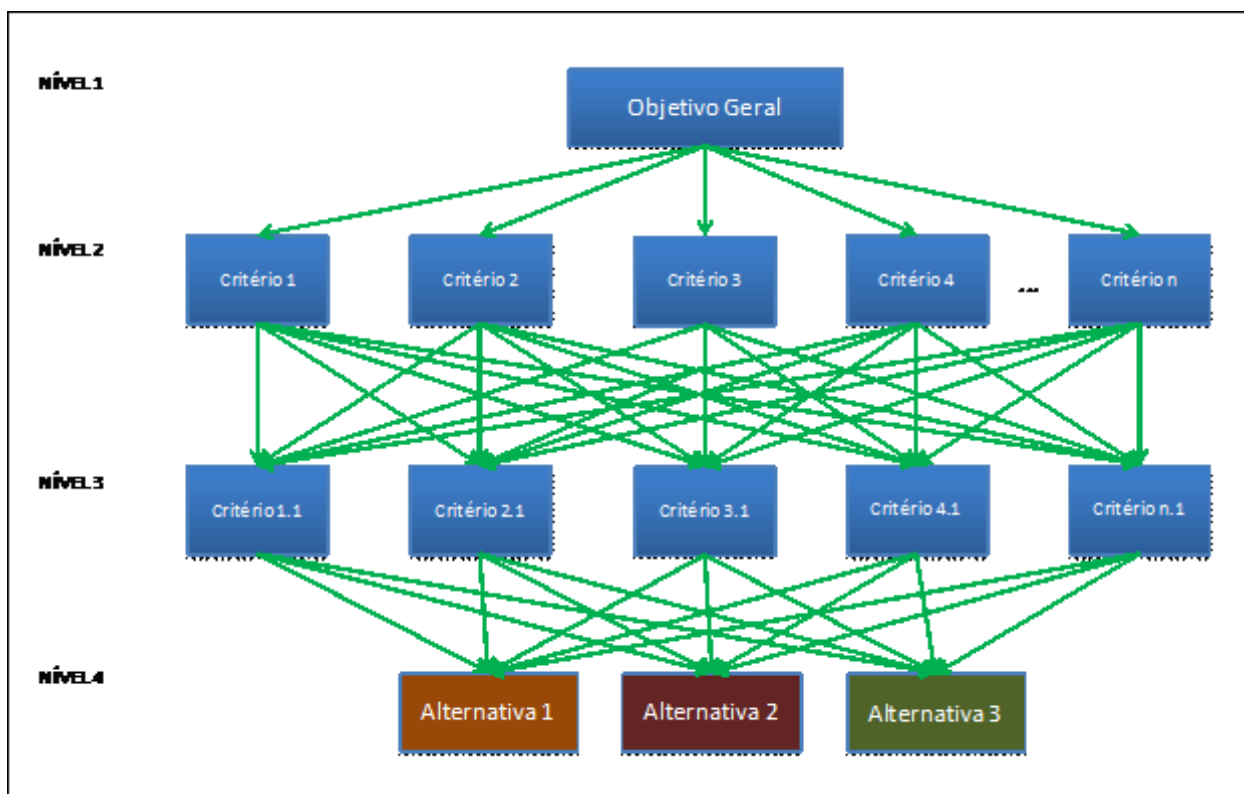 NÍVEL 1
Objetivo Geral
NÍVEL 2
Critério 1
Critério 2
Critério 3
Critério 4
...
Critério n
NÍVEL 3
Critério 1.1
Critério 2.1
Critério 3.1
Critério 4.1
Critério n.1
NÍVEL 4
Alternativa 1
Alternativa 2
Alternativa 3